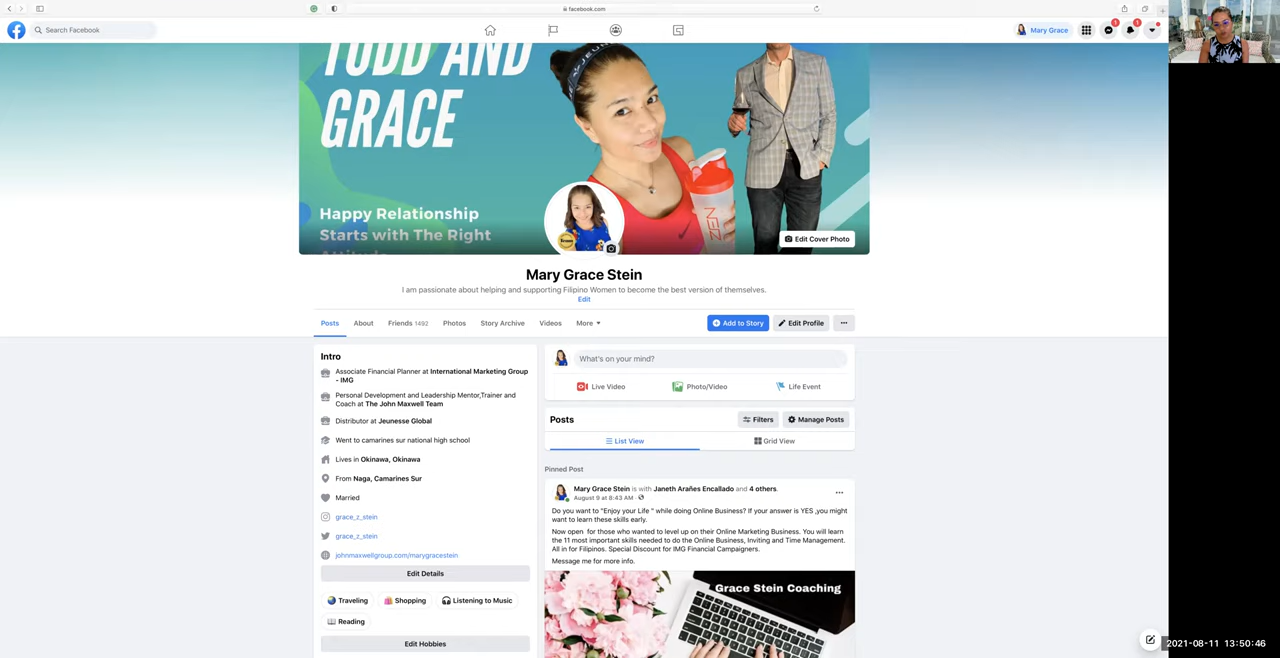 facebook.com
Search Facebook
Mary Grace
1
1
TODD AND
GRACE
Happy Relationship
Starts with The Right
ZEN
Edit Cover Photo
Mary Grace Stein
I am passionate about helping and supporting Filipino Women to become the best version of themselves.
Edit
Posts About Friends 1492 Photos Story Archive Videos More
Add to Story Edit Profile
Intro
Associate Financial Planner at International Marketing Group
- IMG
Personal Development and Leadership Mentor,Trainer and
Coach at The John Maxwell Team
Distributor at Jeunesse Global
Went to camarines sur national high school
Lives in Okinawa, Okinawa
From Naga, Camarines Sur
Married
grace_z_stein
grace_z_stein
johnmaxwellgroup.com/marygracestein
Edit Details
Traveling Shopping Listening to Music
Reading
Edit Hobbies
What's on your mind?
Live Video Photo/Video Life Event
Posts Filters Manage Posts
List View Grid View
Pinned Post
Mary Grace Stein is with Janeth Arañes Encallado and 4 others.
August 9 at 8:43 AM ·
Do you want to "Enjoy your Life " while doing Online Business? If your answer is YES ,you might
want to learn these skills early.
Now open for those who wanted to level up on their Online Marketing Business. You will learn
the 11 most important skills needed to do the Online Business, Inviting and Time Management.
All in for Filipinos. Special Discount for IMG Financial Campaigners.
Message me for more info.
Grace Stein Coaching
2021-08-11 13:50:46